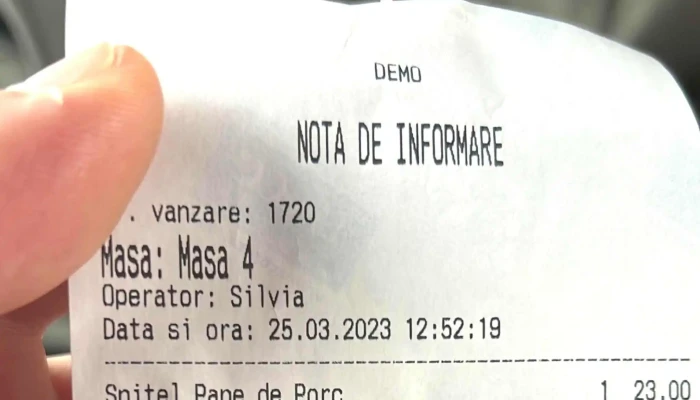 DEMO
NOTA DE INFORMARE
. vanzare: 1720
Masa: Masa 4
Operator: Silvia
Data si ora: 25.03.2023 12:52:19
Snitel Pane de Porc 1 23.00